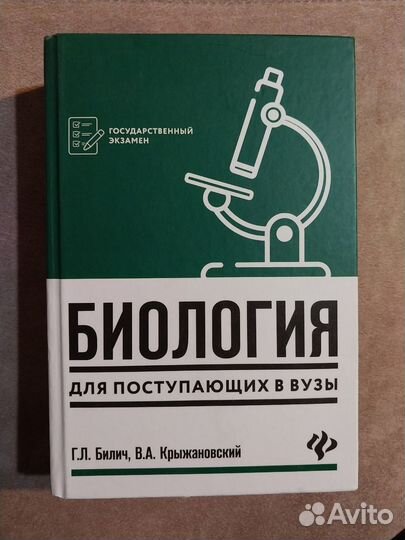 ГОСУДАРСТВЕННЫЙ
ЭКЗАМЕН
БИОЛОГИЯ
ДЛЯ ПОСТУПАЮЩИХ В ВУЗЫ
Г.Л. Билич, В.А. Крыжановский
Avito